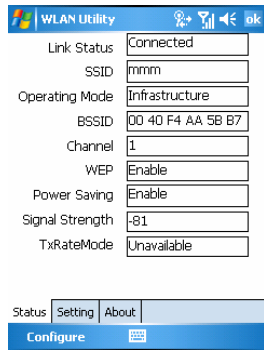 WLAN Utility ok
Link Status Connected
SSID mmm
Operating Mode Infrastructure
BSSID 00 40 F4 AA 5B B7
Channel 1
WEP Enable
Power Saving Enable
Signal Strength -81
TxRateMode Unavailable
Status Setting About
Configure